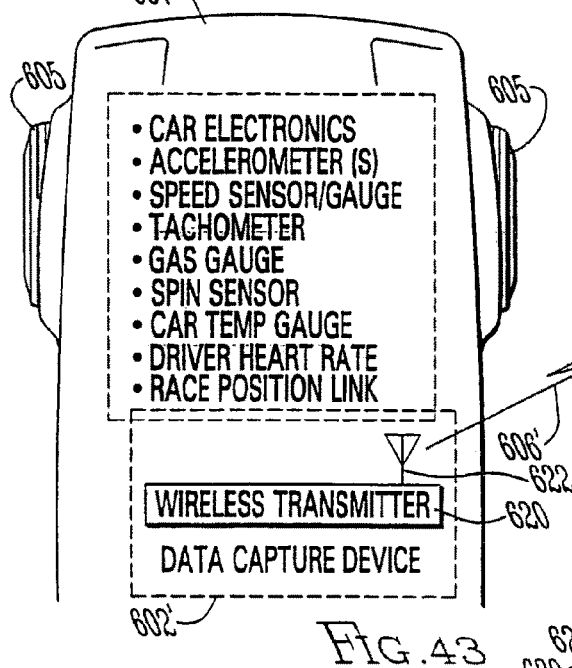 605
605
• CAR ELECTRONICS
• ACCELEROMETER (S)
• SPEED SENSOR/GAUGE
• TACHOMETER
• GAS GAUGE
• SPIN SENSOR
• CAR TEMP GAUGE
• DRIVER HEART RATE
• RACE POSITION LINK
606'
622
WIRELESS TRANSMITTER
620
DATA CAPTURE DEVICE
602'
FIG.43